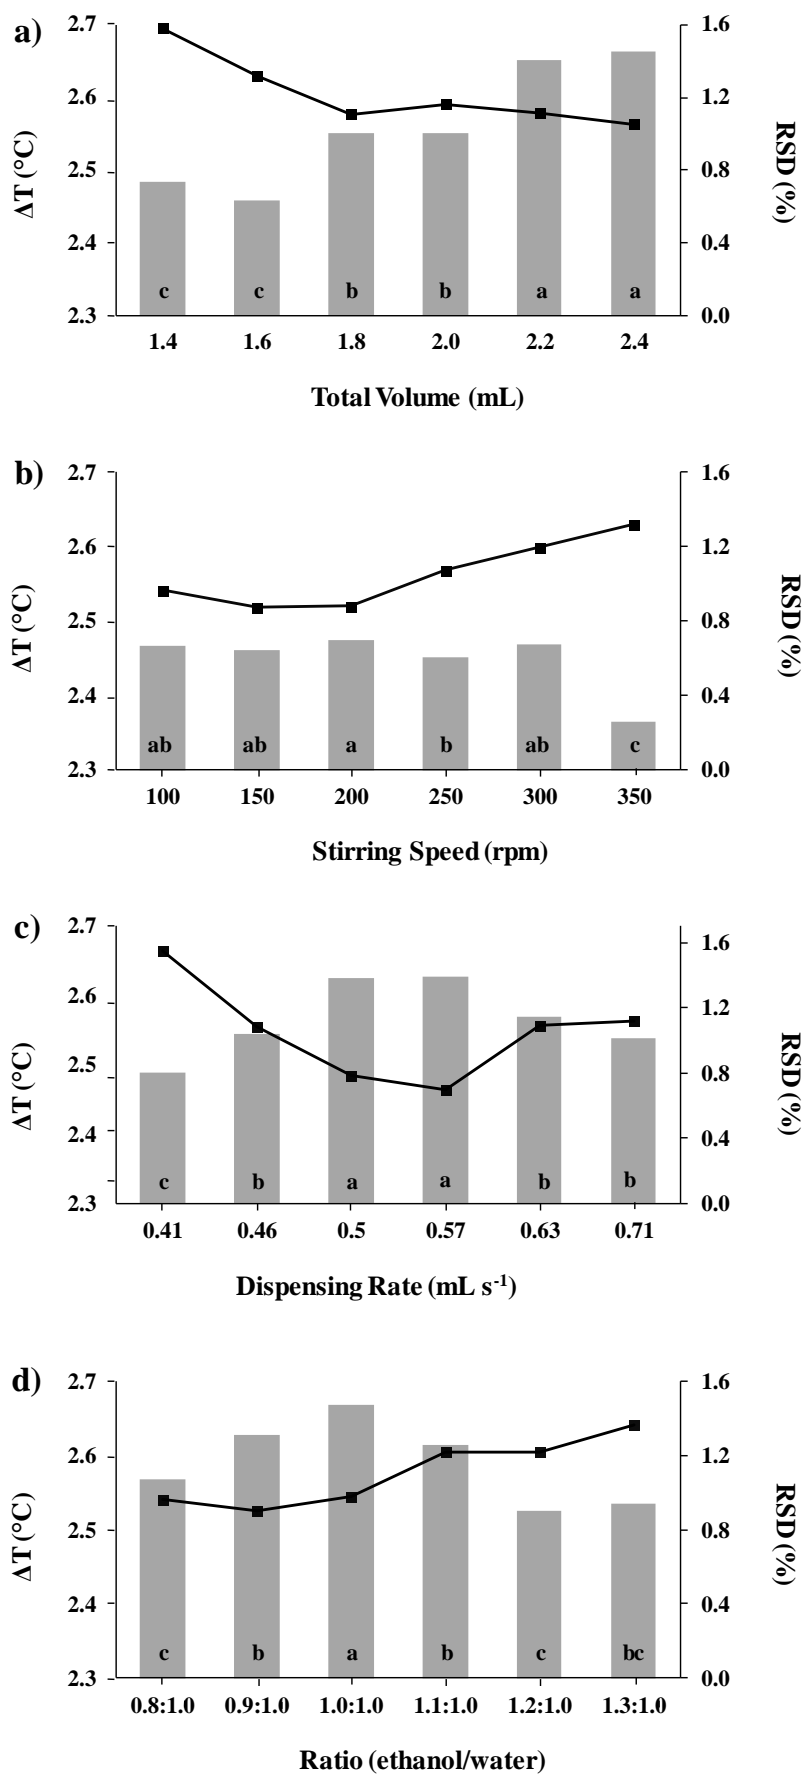 a)
2.7
2.6
2.5
2.4
2.3
ΔT (°C)
1.6
1.2
0.8
0.4
0.0
RSD (%)
c c b b a a
1.4 1.6 1.8 2.0 2.2 2.4
Total Volume (mL)
b)
2.7
2.6
2.5
2.4
2.3
ΔT (°C)
1.6
1.2
0.8
0.4
0.0
RSD (%)
ab ab a b ab c
100 150 200 250 300 350
Stirring Speed (rpm)
c)
2.7
2.6
2.5
2.4
2.3
ΔT (°C)
1.6
1.2
0.8
0.4
0.0
RSD (%)
c b a a b b
0.41 0.46 0.5 0.57 0.63 0.71
Dispensing Rate (mL s⁻¹)
d)
2.7
2.6
2.5
2.4
2.3
ΔT (°C)
1.6
1.2
0.8
0.4
0.0
RSD (%)
c b a b c bc
0.8:1.0 0.9:1.0 1.0:1.0 1.1:1.0 1.2:1.0 1.3:1.0
Ratio (ethanol/water)